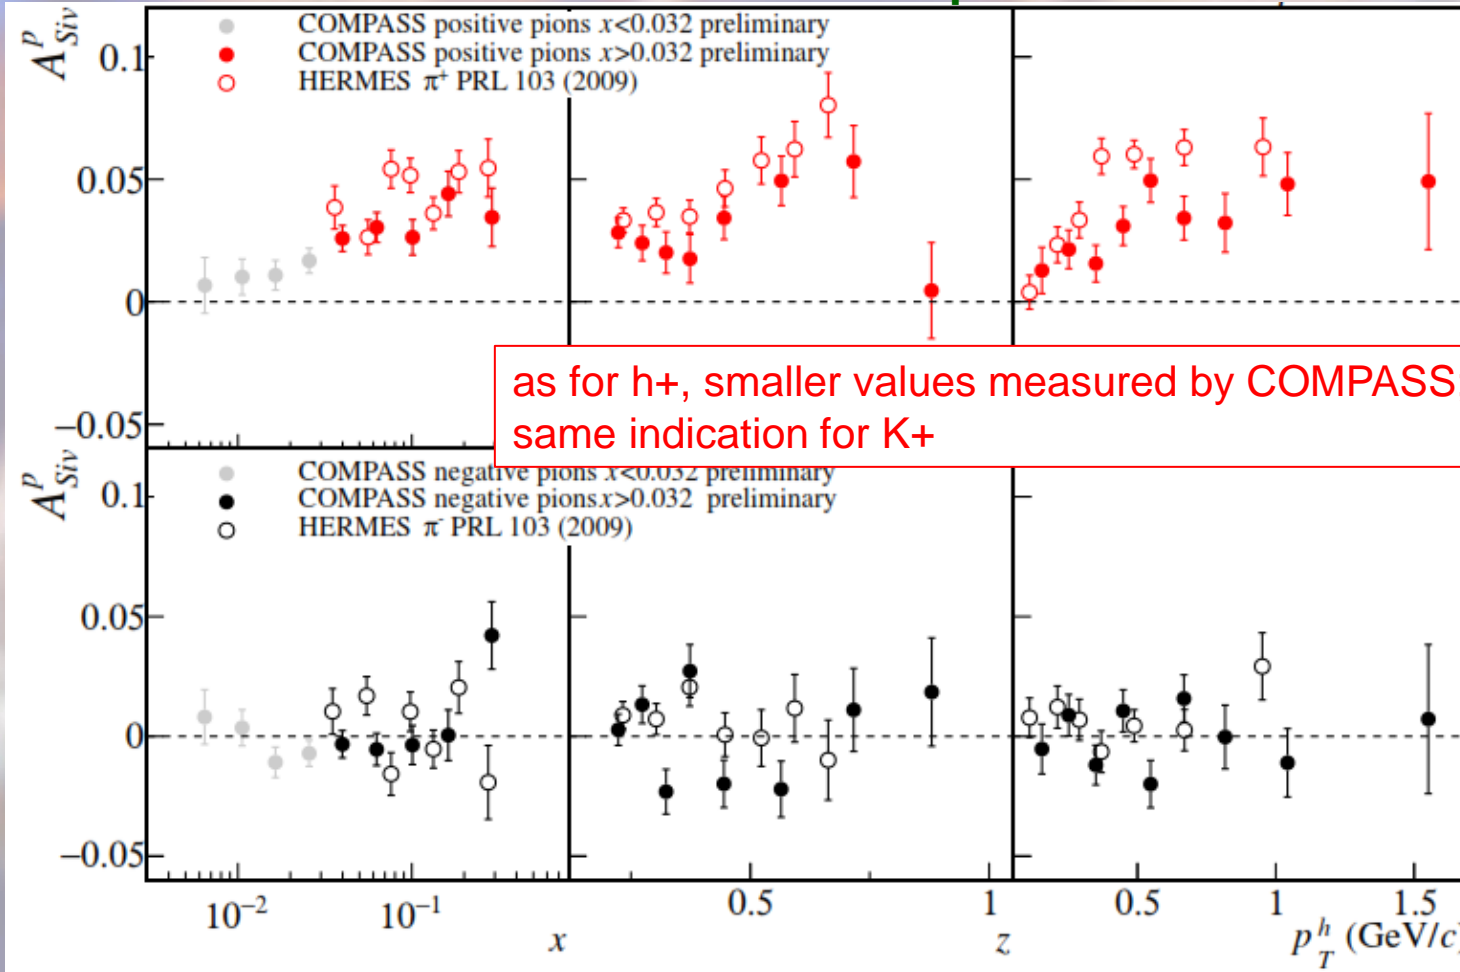 COMPASS positive pions x<0.032 preliminary
COMPASS positive pions x>0.032 preliminary
HERMES π+ PRL 103 (2009)
A^p_Siv
0.1
0.05
0
−0.05
as for h+, smaller values measured by COMPASS
same indication for K+
COMPASS negative pions x<0.032 preliminary
COMPASS negative pions x>0.032 preliminary
HERMES π- PRL 103 (2009)
A^p_Siv
0.1
0.05
0
−0.05
10^−2 10^−1 0.5 1 0.5 1 1.5
x z p_T^h (GeV/c)